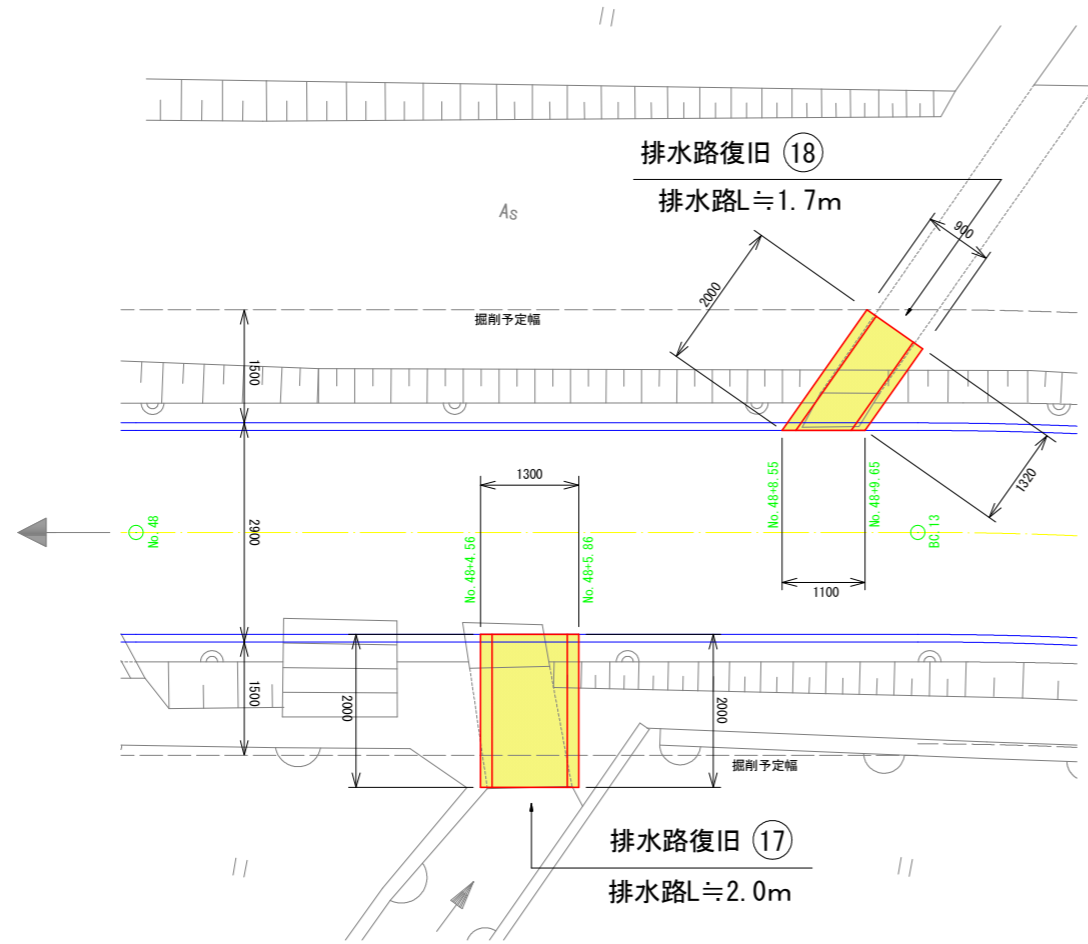 排水路復旧 ⑱
排水路L≒1.7m
As
900
2000
掘削予定幅
1500
1320
1300
No.48+8.55
No.48+9.65
2900
No.48
No.48+4.56
No.48+5.86
BC.13
1100
1500
2000
2000
掘削予定幅
排水路復旧 ⑰
排水路L≒2.0m